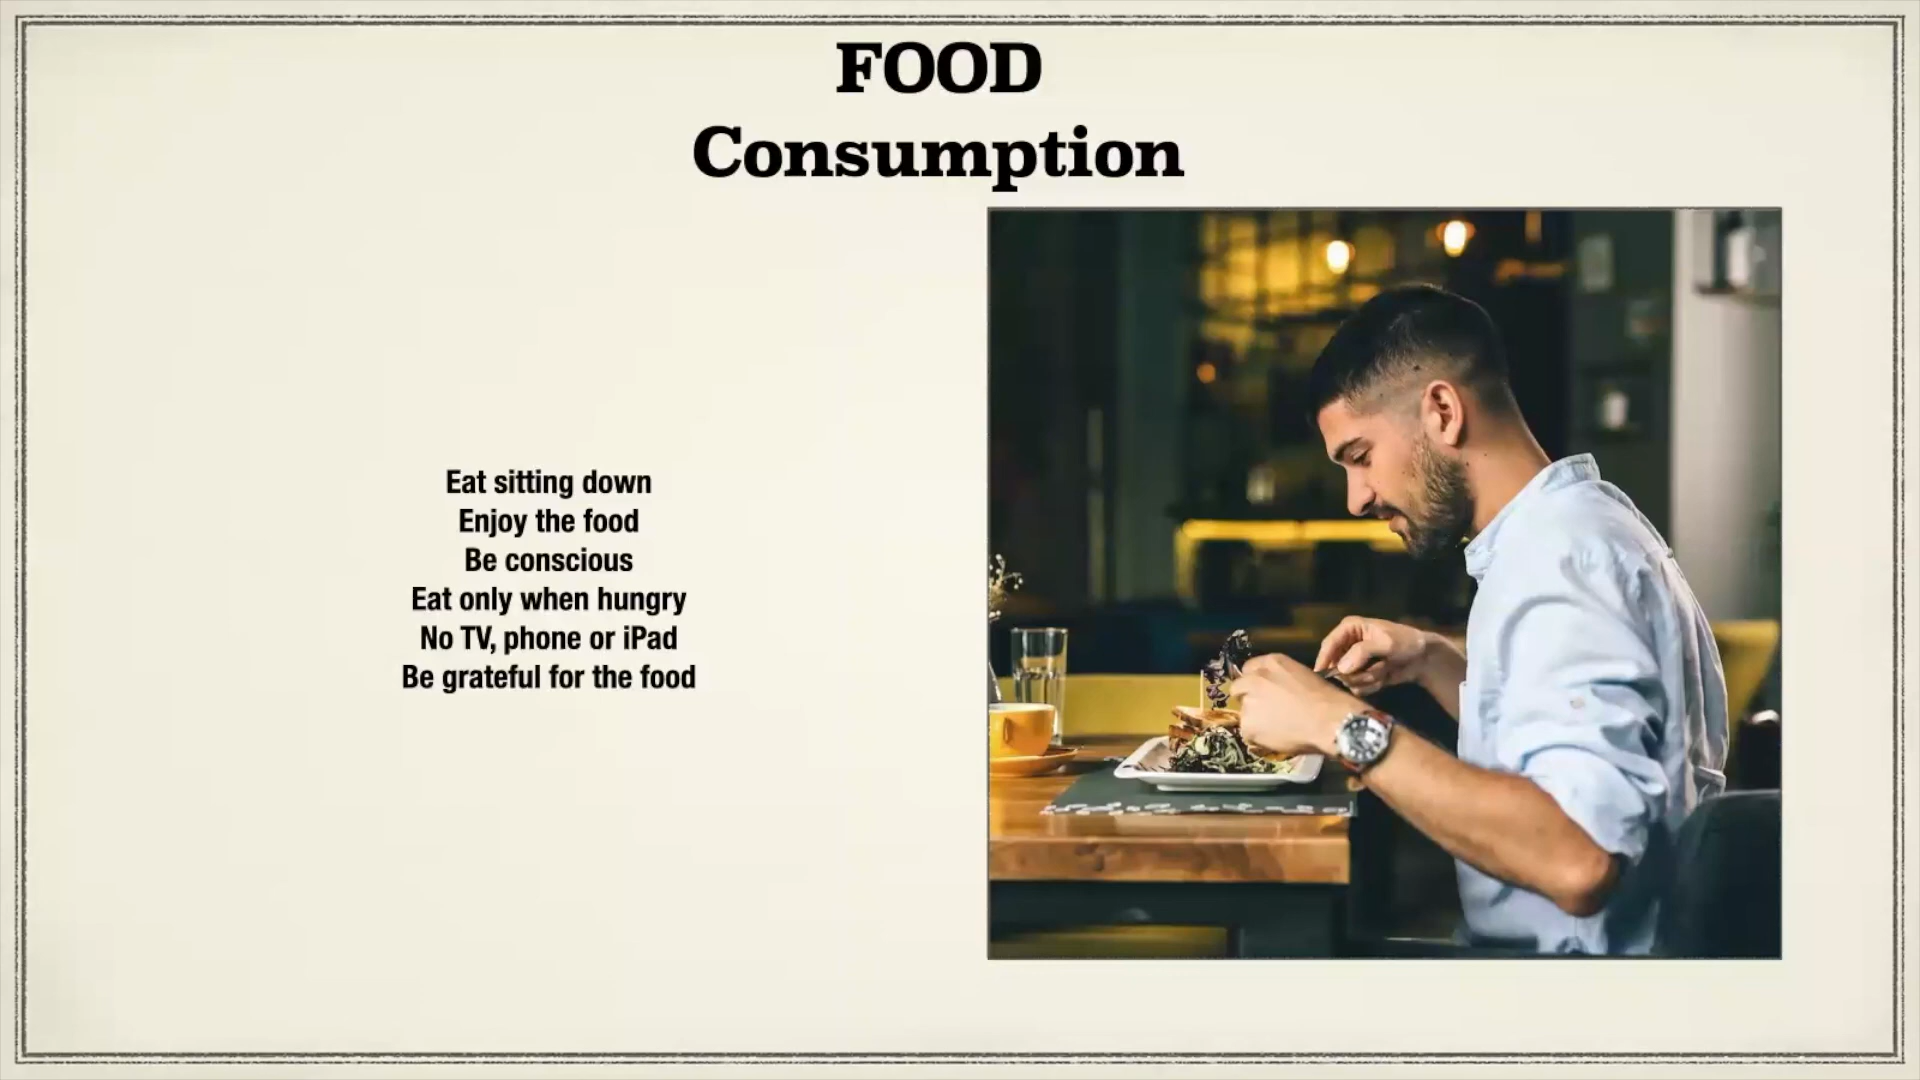 FOOD
Consumption
Eat sitting down
Enjoy the food
Be conscious
Eat only when hungry
No TV, phone or iPad
Be grateful for the food